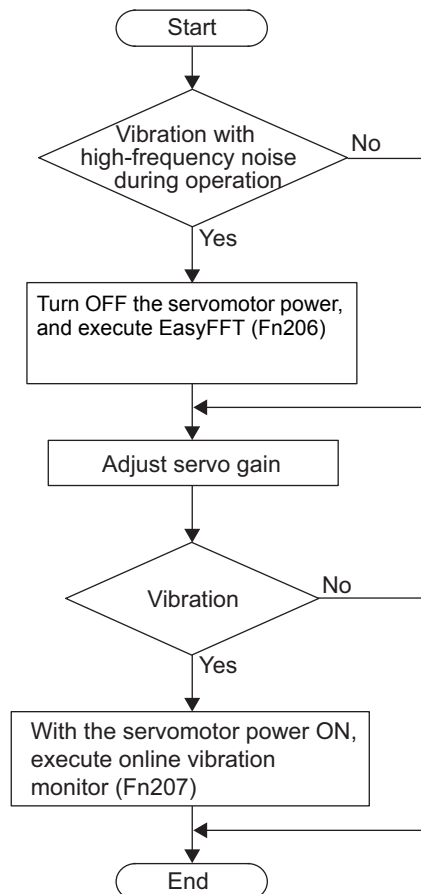 Start
Vibration with
high-frequency noise
during operation
No
Yes
Turn OFF the servomotor power,
and execute EasyFFT (Fn206)
Adjust servo gain
Vibration
No
Yes
With the servomotor power ON,
execute online vibration
monitor (Fn207)
End